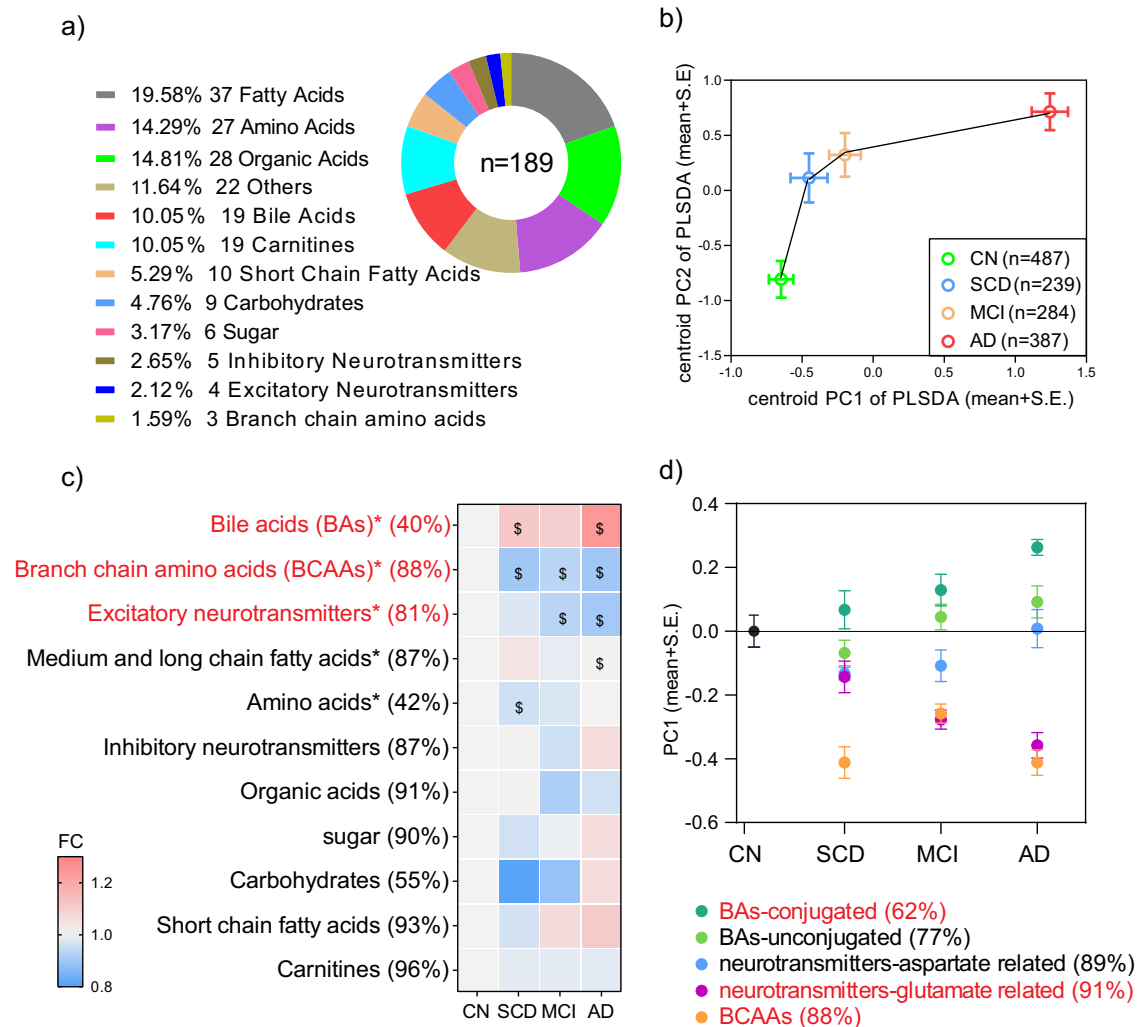 a)
19.58% 37 Fatty Acids
14.29% 27 Amino Acids
14.81% 28 Organic Acids
11.64% 22 Others
10.05% 19 Bile Acids
10.05% 19 Carnitines
5.29% 10 Short Chain Fatty Acids
4.76% 9 Carbohydrates
3.17% 6 Sugar
2.65% 5 Inhibitory Neurotransmitters
2.12% 4 Excitatory Neurotransmitters
1.59% 3 Branch chain amino acids
n=189
b)
centroid PC2 of PLSDA (mean+S.E)
1.0
0.5
0.0
-0.5
-1.0
-1.5
CN (n=487)
SCD (n=239)
MCI (n=284)
AD (n=387)
-1.0 -0.5 0.0 0.5 1.0 1.5
centroid PC1 of PLSDA (mean+S.E.)
c)
Bile acids (BAs)* (40%)
$ $
Branch chain amino acids (BCAAs)* (88%)
$ $ $
Excitatory neurotransmitters* (81%)
$ $
Medium and long chain fatty acids* (87%)
$
Amino acids* (42%)
$
Inhibitory neurotransmitters (87%)
Organic acids (91%)
sugar (90%)
Carbohydrates (55%)
Short chain fatty acids (93%)
Carnitines (96%)
FC
1.2
1.0
0.8
CN SCD MCI AD
d)
PC1 (mean+S.E.)
0.4
0.2
0.0
-0.2
-0.4
-0.6
CN SCD MCI AD
BAs-conjugated (62%)
BAs-unconjugated (77%)
neurotransmitters-aspartate related (89%)
neurotransmitters-glutamate related (91%)
BCAAs (88%)